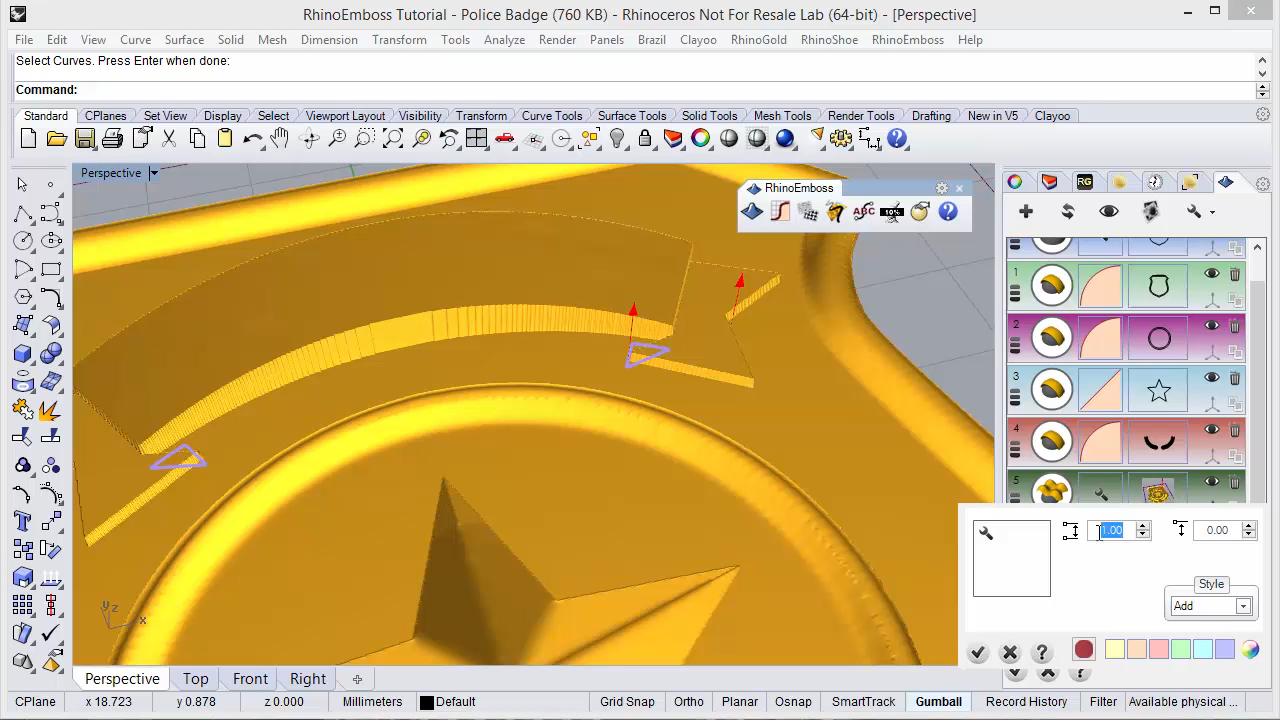 RhinoEmboss Tutorial - Police Badge (760 KB) - Rhinoceros Not For Resale Lab (64-bit) - [Perspective]
File Edit View Curve Surface Solid Mesh Dimension Transform Tools Analyze Render Panels Brazil Clayoo RhinoGold RhinoShoe RhinoEmboss Help
Select Curves. Press Enter when done:
Command:
Standard CPlanes Set View Display Select Viewport Layout Visibility Transform Curve Tools Surface Tools Solid Tools Mesh Tools Render Tools Drafting New in V5 Clayoo
Perspective
RhinoEmboss
RG
ABC
10%
1
2
3
4
5
1.00
0.00
Style
Add
y z
x
Perspective Top Front Right
CPlane x 18.723 y 0.878 z 0.000 Millimeters Default Grid Snap Ortho Planar Osnap SmartTrack Gumball Record History Filter Available physical ...